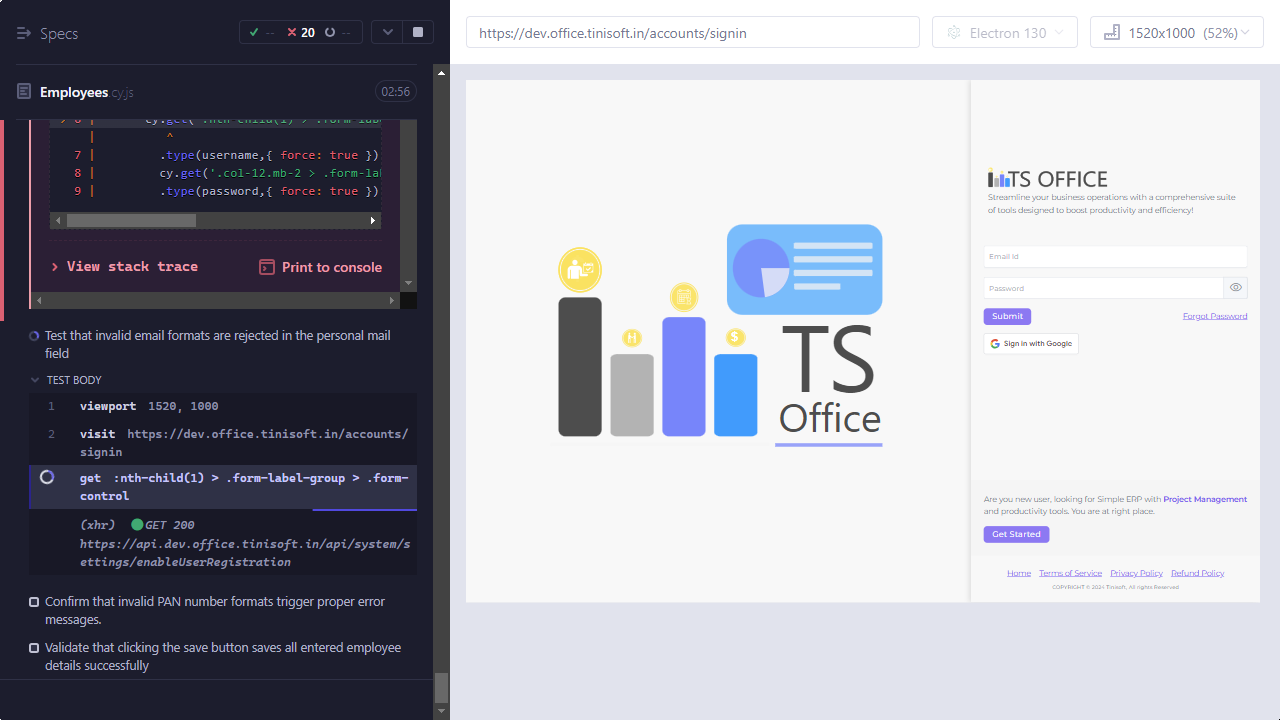 Specs
-- 20 --
Employees.cy.js
02:56
> 6 | cy.get(':nth-child(1) > .form-lab
| ^
7 | .type(username,{ force: true })
8 | cy.get('.col-12.mb-2 > .form-lab
9 | .type(password,{ force: true })
View stack trace
Print to console
Test that invalid email formats are rejected in the personal mail
field
TEST BODY
1 viewport 1520, 1000
2 visit https://dev.office.tinisoft.in/accounts/
signin
get :nth-child(1) > .form-label-group > .form-
control
(xhr) GET 200
https://api.dev.office.tinisoft.in/api/system/s
ettings/enableUserRegistration
Confirm that invalid PAN number formats trigger proper error
messages.
Validate that clicking the save button saves all entered employee
details successfully
https://dev.office.tinisoft.in/accounts/signin
Electron 130
1520x1000 (52%)
TS
Office
TS OFFICE
Streamline your business operations with a comprehensive suite
of tools designed to boost productivity and efficiency!
Email Id
Password
Submit
Forgot Password
Sign in with Google
Are you new user, looking for Simple ERP with Project Management
and productivity tools. You are at right place.
Get Started
Home Terms of Service Privacy Policy Refund Policy
COPYRIGHT © 2024 Tinisoft, All rights Reserved